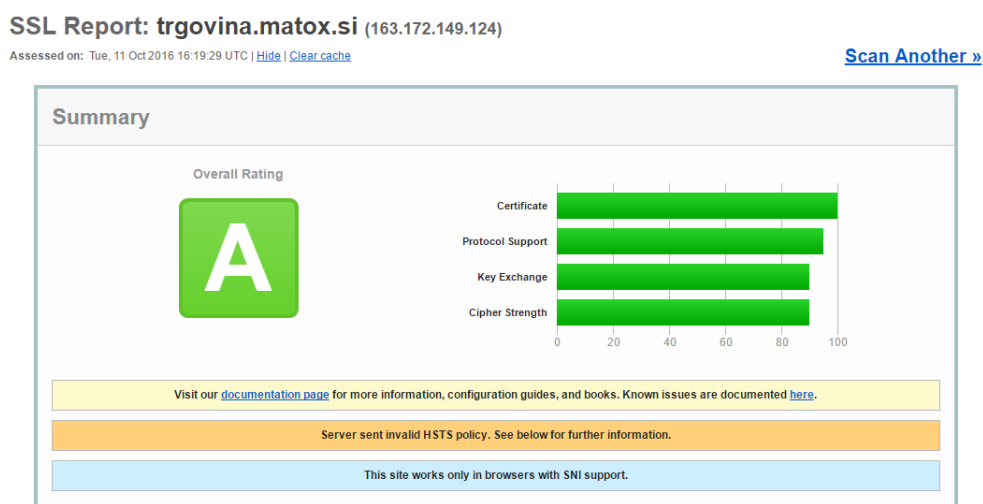 SSL Report: trgovina.matox.si (163.172.149.124)
Assessed on: Tue, 11 Oct 2016 16:19:29 UTC | Hide | Clear cache
Scan Another »
Summary
Overall Rating
A
Certificate
Protocol Support
Key Exchange
Cipher Strength
0 20 40 60 80 100
Visit our documentation page for more information, configuration guides, and books. Known issues are documented here.
Server sent invalid HSTS policy. See below for further information.
This site works only in browsers with SNI support.